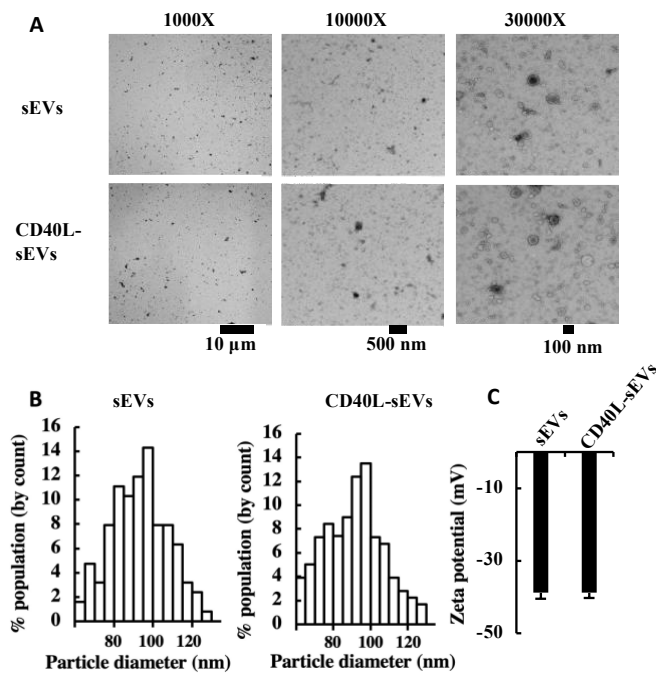 A
1000X
10000X
30000X
sEVs
CD40L-
sEVs
10 µm
500 nm
100 nm
B
sEVs
CD40L-sEVs
% population (by count)
16
14
12
10
8
6
4
2
0
80
100
120
Particle diameter (nm)
% population (by count)
16
14
12
10
8
6
4
2
0
80
100
120
Particle diameter (nm)
C
sEVs
CD40L-sEVs
Zeta potential (mV)
-10
-30
-50